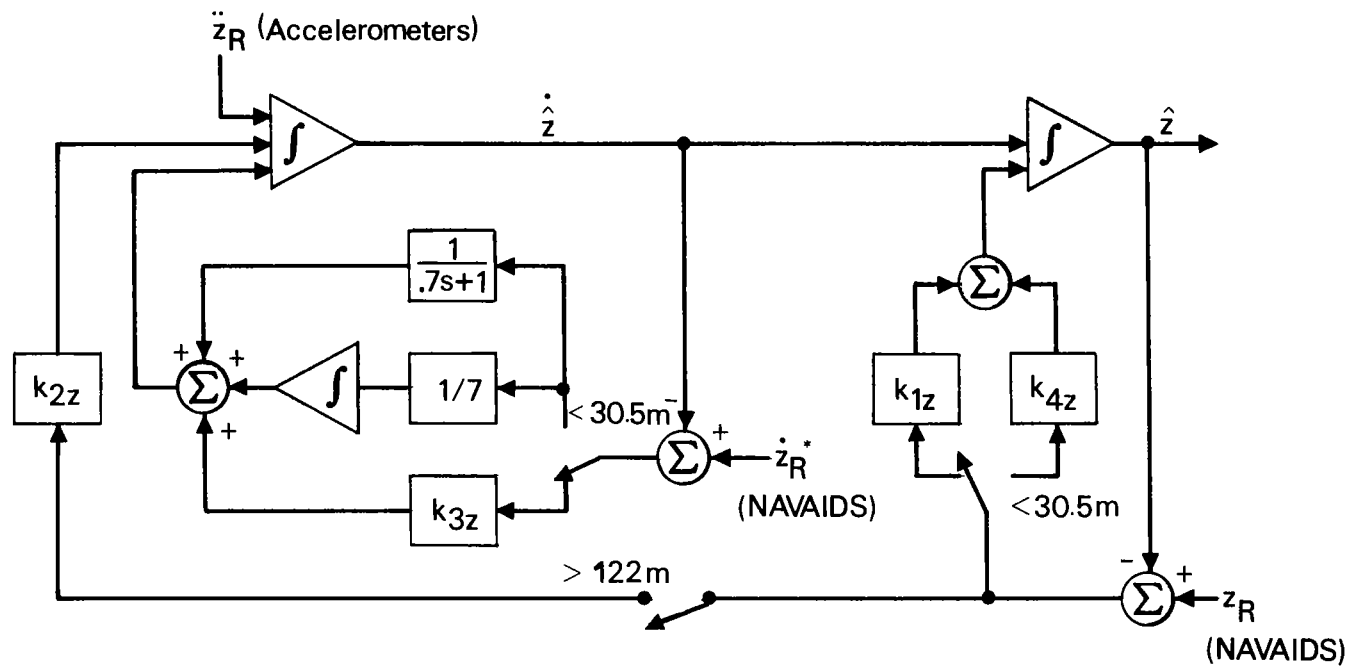 z̈R (Accelerometers)
∫
ẑ̇
∫
ẑ
1
.7s+1
Σ
k2z
+
+
Σ
+
∫
1/7
<30.5m
-
+
Σ
żR*
(NAVAIDS)
k1z
k4z
k3z
<30.5m
> 122m
-
+
Σ
zR
(NAVAIDS)